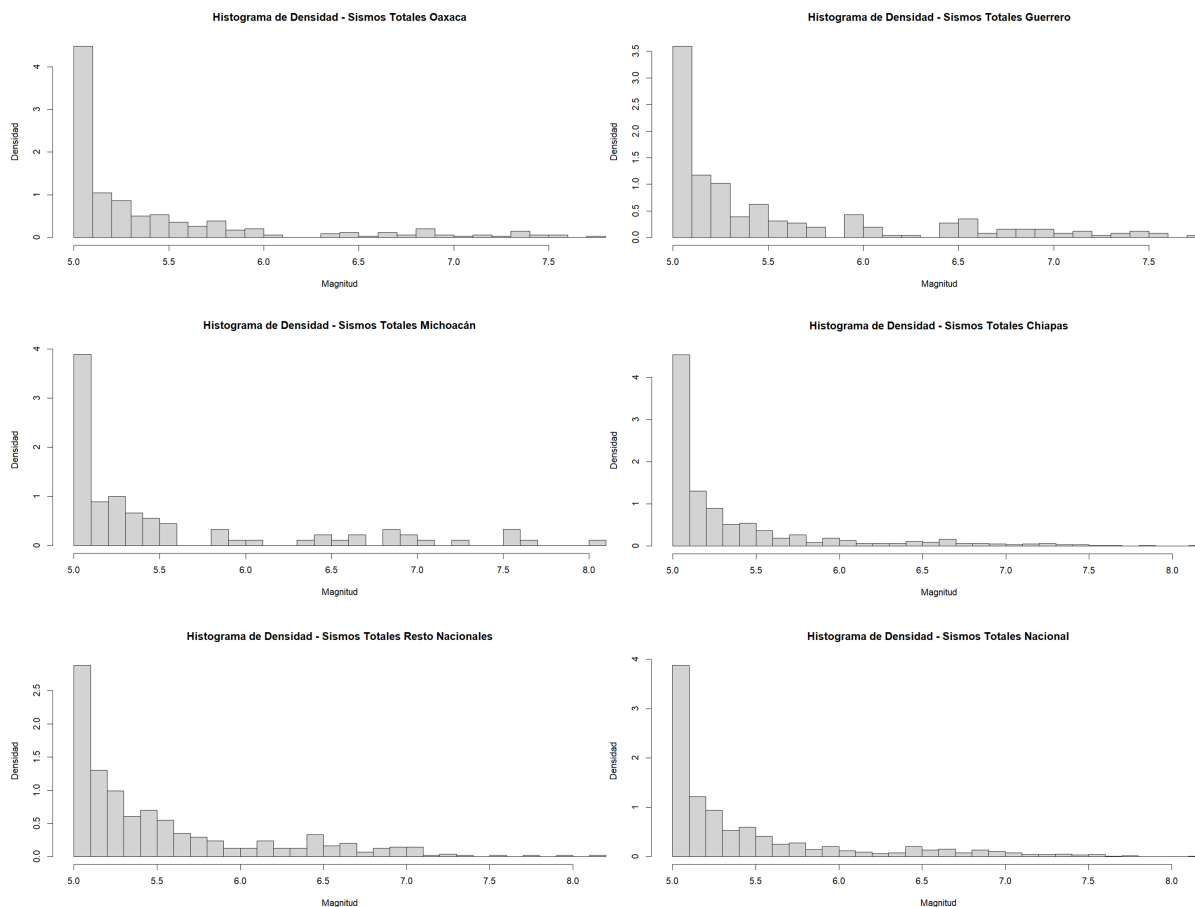 Histograma de Densidad - Sismos Totales Oaxaca
Densidad
0 1 2 3 4
5.0 5.5 6.0 6.5 7.0 7.5
Magnitud
Histograma de Densidad - Sismos Totales Guerrero
Densidad
0.0 0.5 1.0 1.5 2.0 2.5 3.0 3.5
5.0 5.5 6.0 6.5 7.0 7.5
Magnitud
Histograma de Densidad - Sismos Totales Michoacán
Densidad
0 1 2 3 4
5.0 5.5 6.0 6.5 7.0 7.5 8.0
Magnitud
Histograma de Densidad - Sismos Totales Chiapas
Densidad
0 1 2 3 4
5.0 5.5 6.0 6.5 7.0 7.5 8.0
Magnitud
Histograma de Densidad - Sismos Totales Resto Nacionales
Densidad
0.0 0.5 1.0 1.5 2.0 2.5
5.0 5.5 6.0 6.5 7.0 7.5 8.0
Magnitud
Histograma de Densidad - Sismos Totales Nacional
Densidad
0 1 2 3 4
5.0 5.5 6.0 6.5 7.0 7.5 8.0
Magnitud